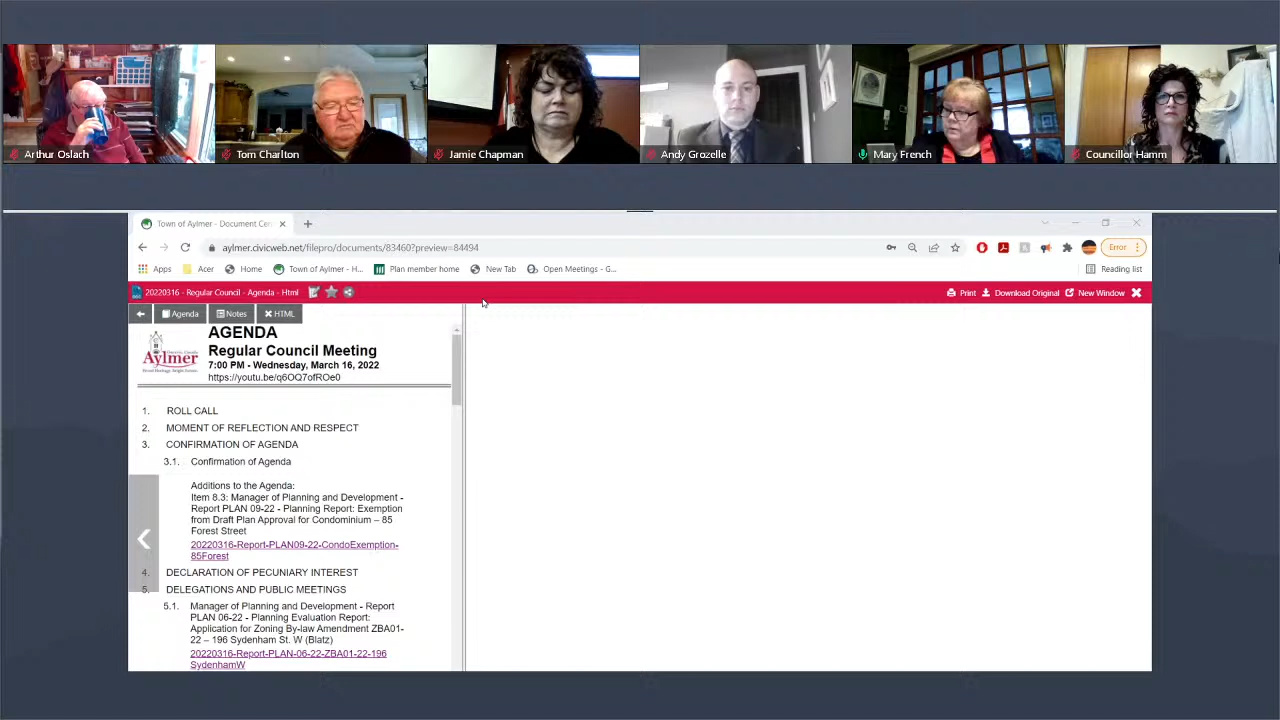 Arthur Oslach
Tom Charlton
Jamie Chapman
Andy Grozelle
Mary French
Councillor Hamm
Town of Aylmer - Document Cen
aylmer.civicweb.net/filepro/documents/83460?preview=84494
Error
Apps
Acer
Home
Town of Aylmer - H...
Plan member home
New Tab
Open Meetings - G...
Reading list
20220316 - Regular Council - Agenda - Html
Print
Download Original
New Window
Agenda
Notes
HTML
Aylmer
AGENDA
Regular Council Meeting
7:00 PM - Wednesday, March 16, 2022
https://youtu.be/q6OQ7ofROe0
1. ROLL CALL
2. MOMENT OF REFLECTION AND RESPECT
3. CONFIRMATION OF AGENDA
3.1. Confirmation of Agenda
Additions to the Agenda:
Item 8.3: Manager of Planning and Development -
Report PLAN 09-22 - Planning Report: Exemption
from Draft Plan Approval for Condominium – 85
Forest Street
20220316-Report-PLAN09-22-CondoExemption-
85Forest
4. DECLARATION OF PECUNIARY INTEREST
5. DELEGATIONS AND PUBLIC MEETINGS
5.1. Manager of Planning and Development - Report
PLAN 06-22 - Planning Evaluation Report:
Application for Zoning By-law Amendment ZBA01-
22 – 196 Sydenham St. W (Blatz)
20220316-Report-PLAN-06-22-ZBA01-22-196
SydenhamW